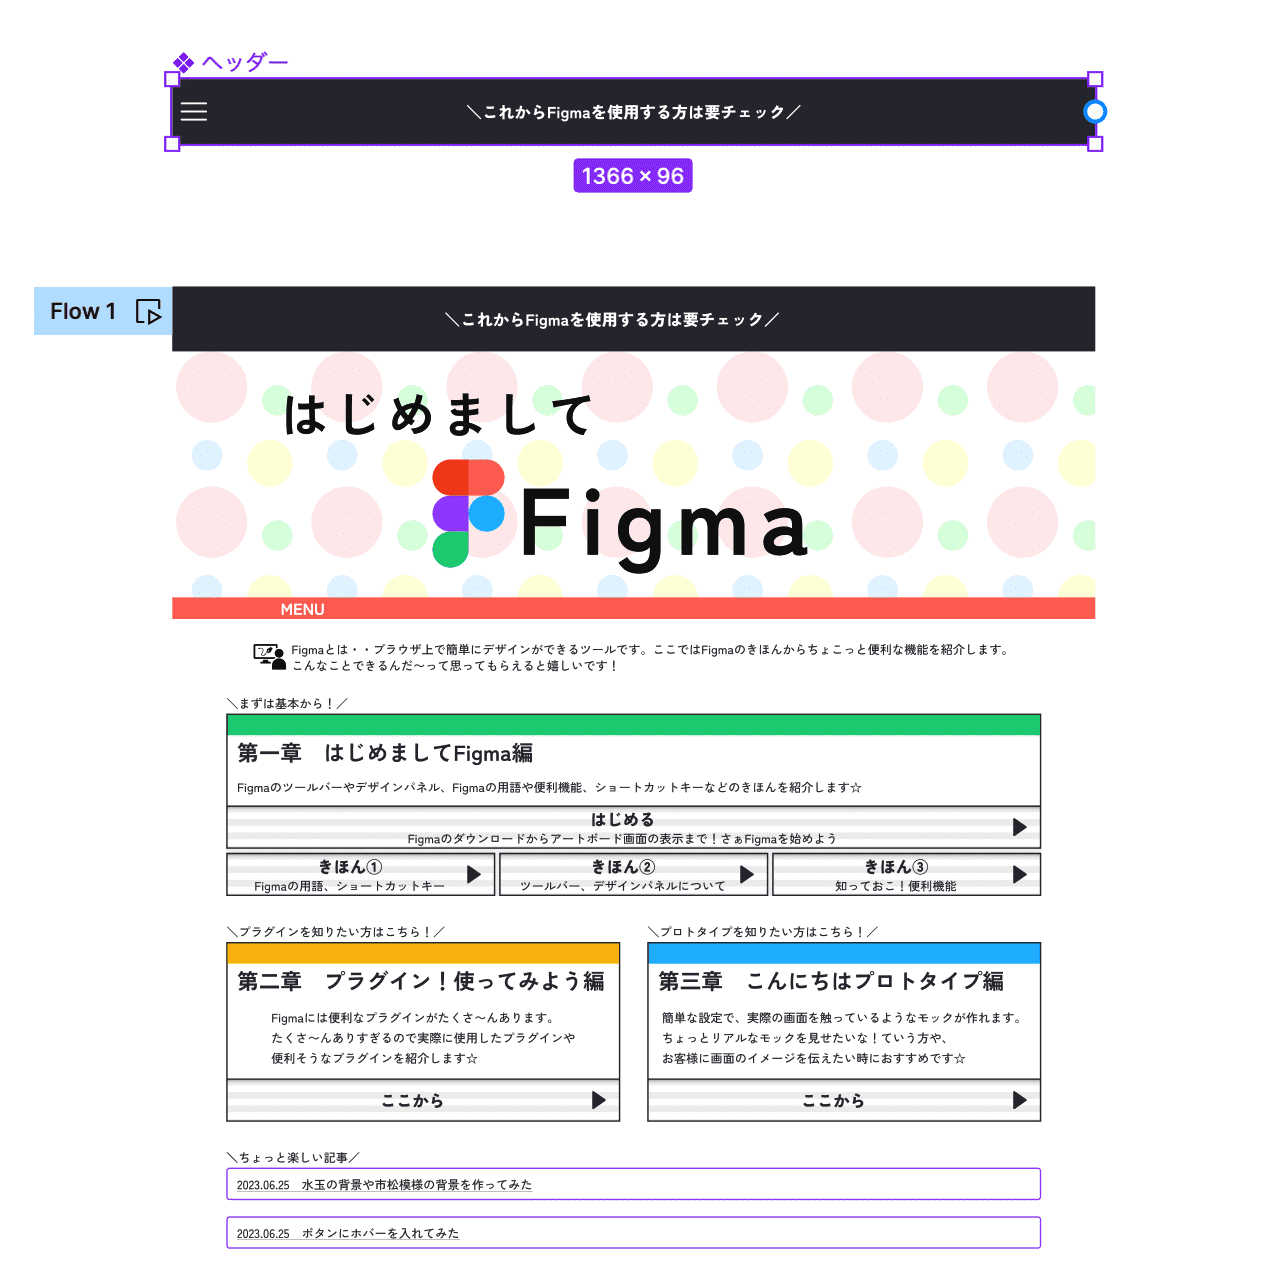 ヘッダー
＼これからFigmaを使用する方は要チェック／
1366 × 96
Flow 1
＼これからFigmaを使用する方は要チェック／
はじめまして
Figma
MENU
Figmaとは・・ブラウザ上で簡単にデザインができるツールです。ここではFigmaのきほんからちょこっと便利な機能を紹介します。
こんなことできるんだ〜って思ってもらえると嬉しいです！
＼まずは基本から！／
第一章　はじめましてFigma編
Figmaのツールバーやデザインパネル、Figmaの用語や便利機能、ショートカットキーなどのきほんを紹介します☆
はじめる
Figmaのダウンロードからアートボード画面の表示まで！さぁFigmaを始めよう
きほん①
Figmaの用語、ショートカットキー
きほん②
ツールバー、デザインパネルについて
きほん③
知っておこ！便利機能
＼プラグインを知りたい方はこちら！／
第二章　プラグイン！使ってみよう編
Figmaには便利なプラグインがたくさ〜んあります。
たくさ〜んありすぎるので実際に使用したプラグインや
便利そうなプラグインを紹介します☆
ここから
＼プロトタイプを知りたい方はこちら！／
第三章　こんにちはプロトタイプ編
簡単な設定で、実際の画面を触っているようなモックが作れます。
ちょっとリアルなモックを見せたいな！ていう方や、
お客様に画面のイメージを伝えたい時におすすめです☆
ここから
＼ちょっと楽しい記事／
2023.06.25　水玉の背景や市松模様の背景を作ってみた
2023.06.25　ボタンにホバーを入れてみた